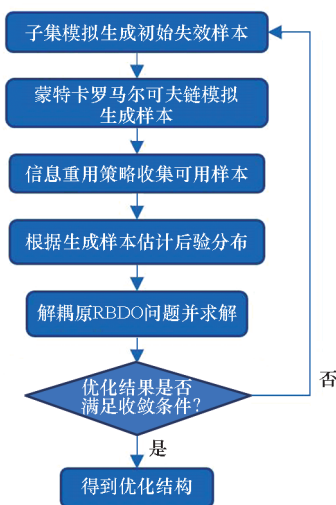 子集模拟生成初始失效样本
蒙特卡罗马尔可夫链模拟
生成样本
信息重用策略收集可用样本
根据生成样本估计后验分布
解耦原RBDO问题并求解
优化结果是否
满足收敛条件?
否
是
得到优化结构